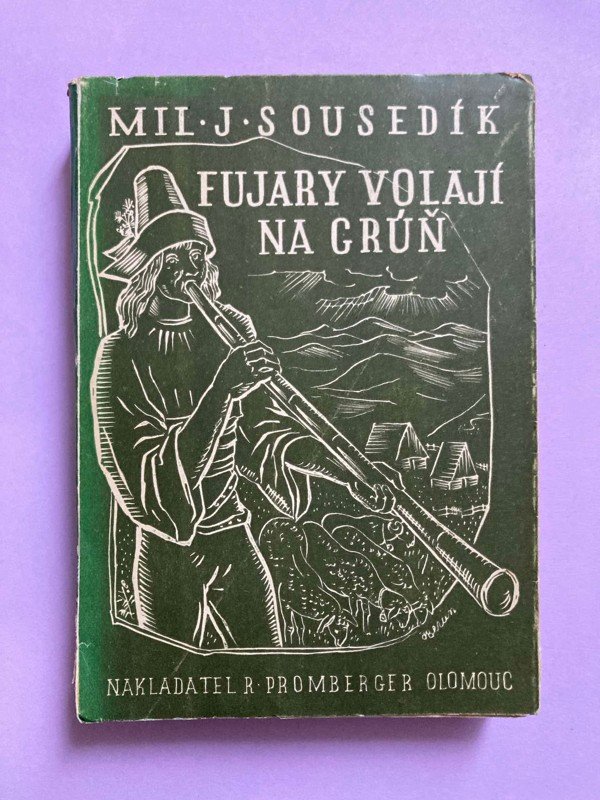 MIL·J·SOUSEDÍK
FUJARY VOLAJÍ
NA GRÚŇ
NAKLADATEL R·PROMBERGER OLOMOUC